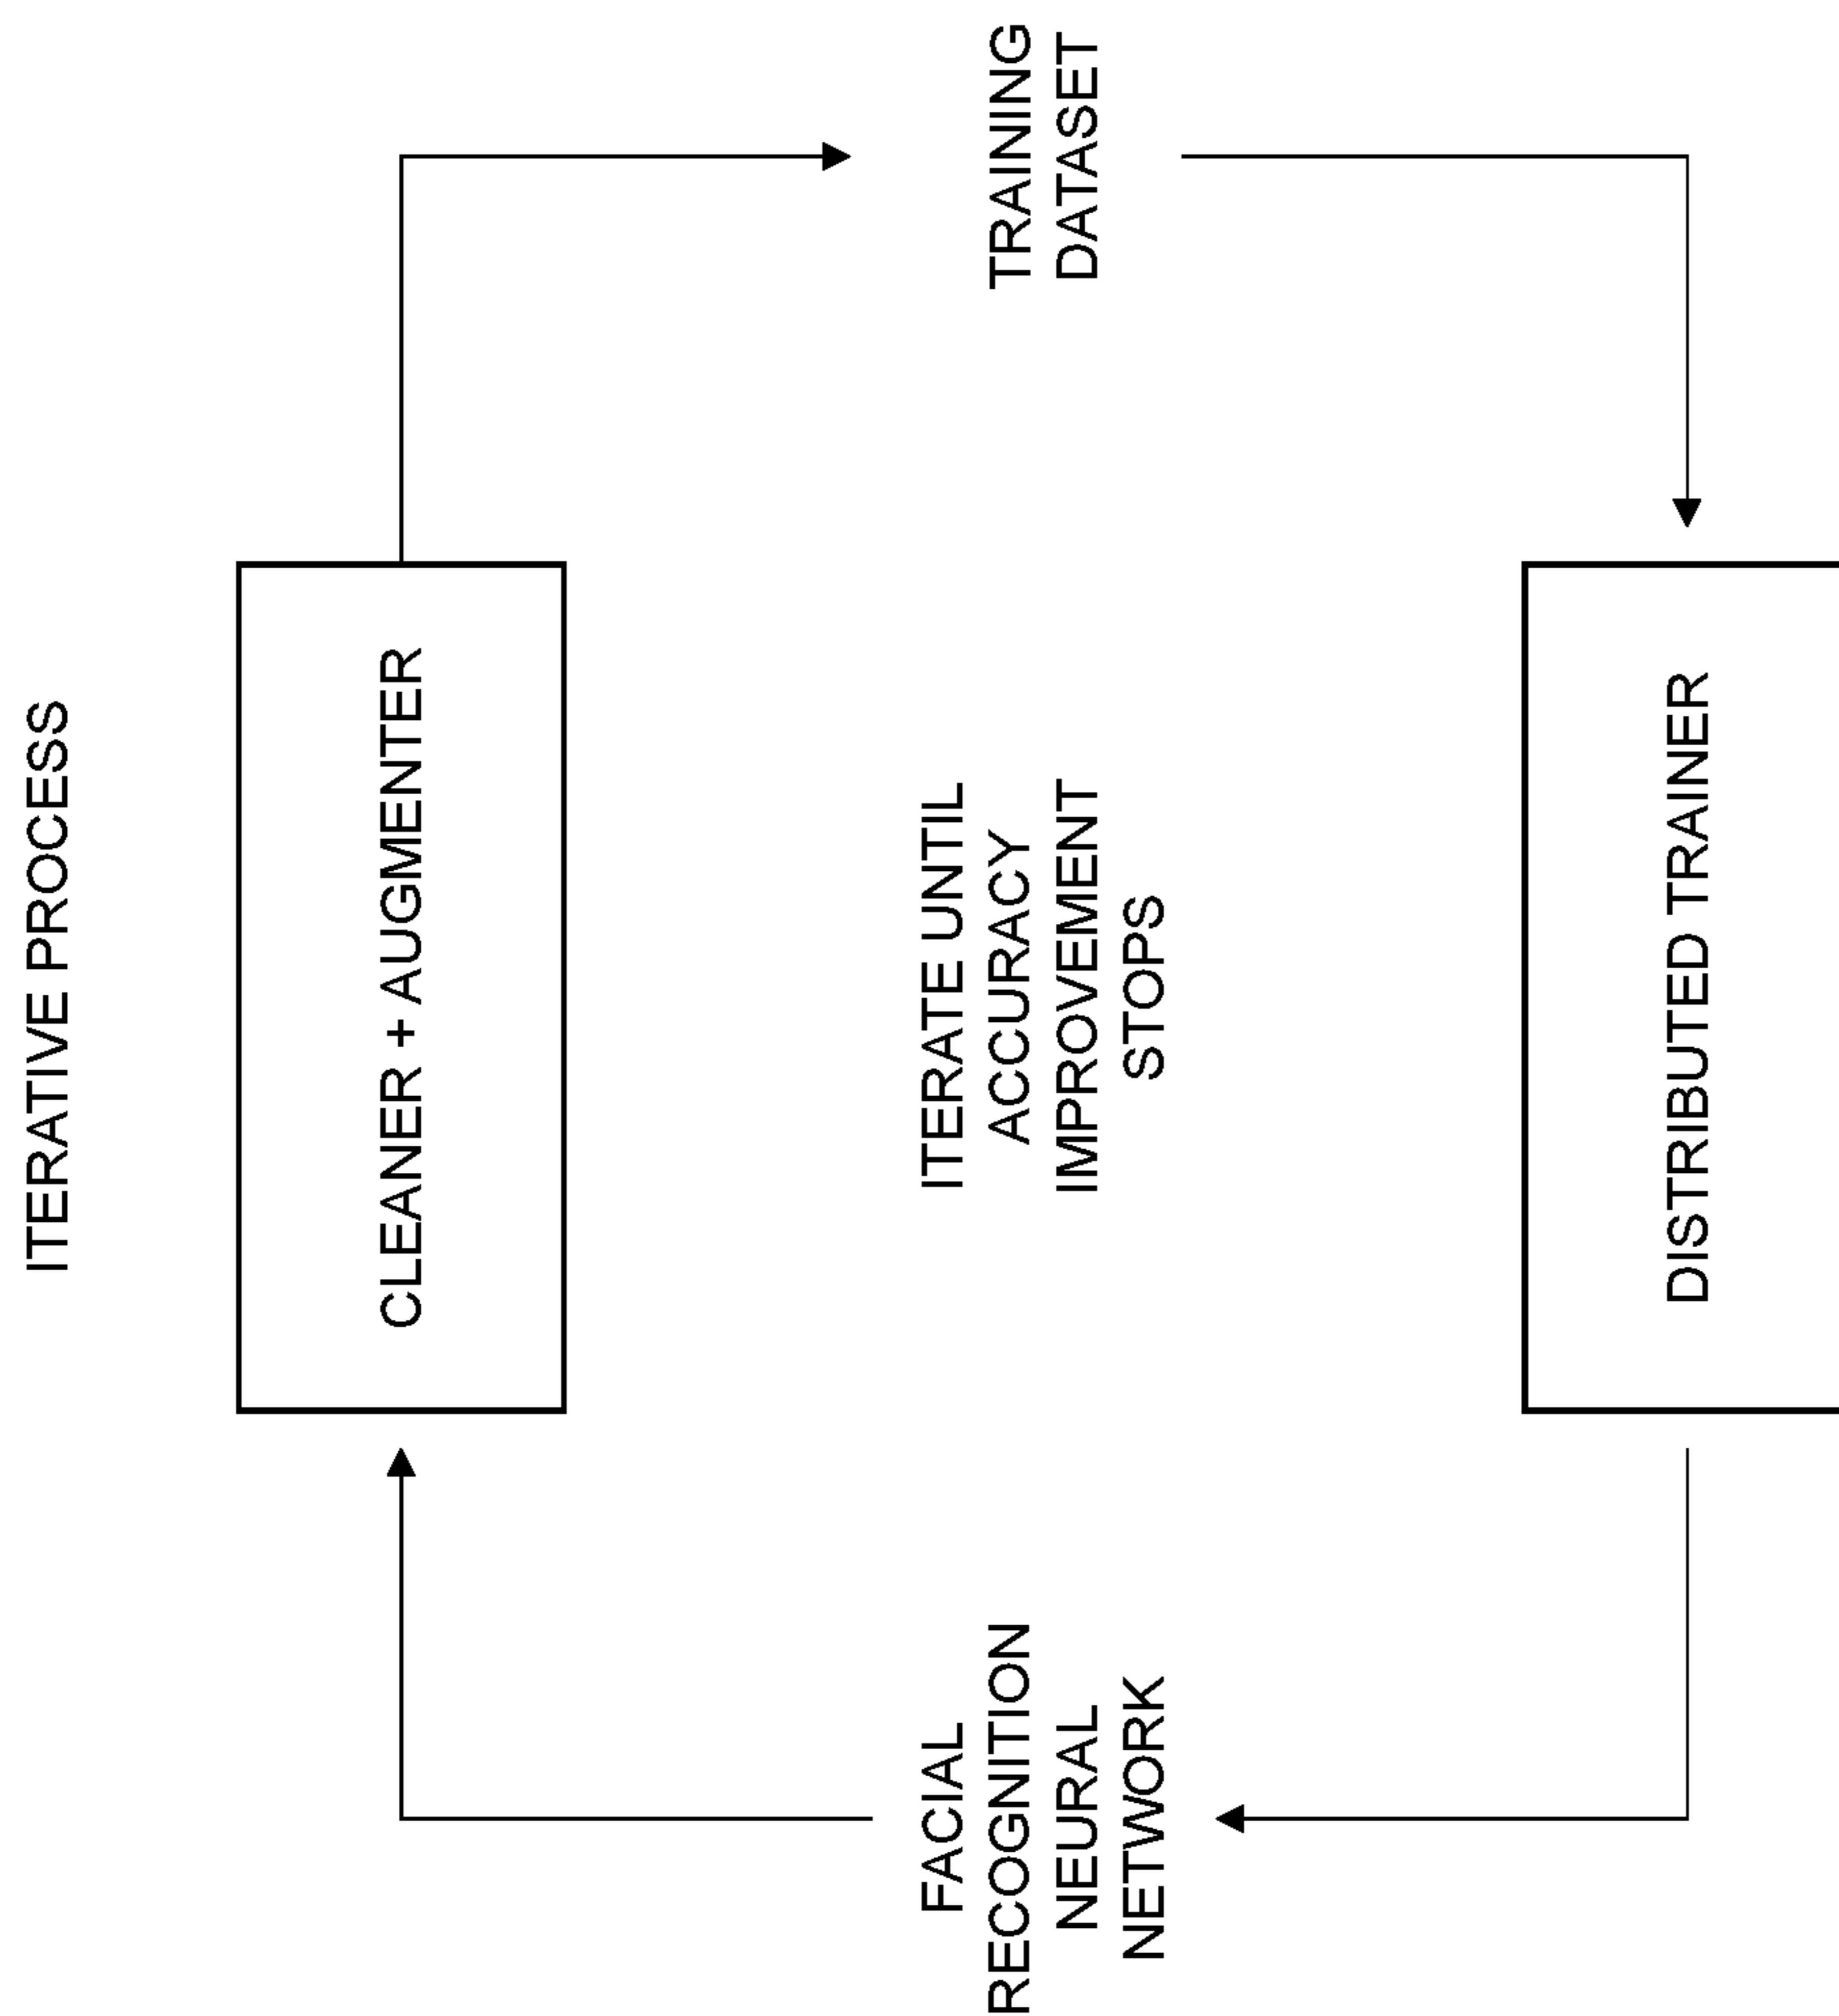 ITERATIVE PROCESS
CLEANER + AUGMENTER
FACIAL
RECOGNITION
NEURAL
NETWORK
ITERATE UNTIL
ACCURACY
IMPROVEMENT
STOPS
TRAINING
DATASET
DISTRIBUTED TRAINER